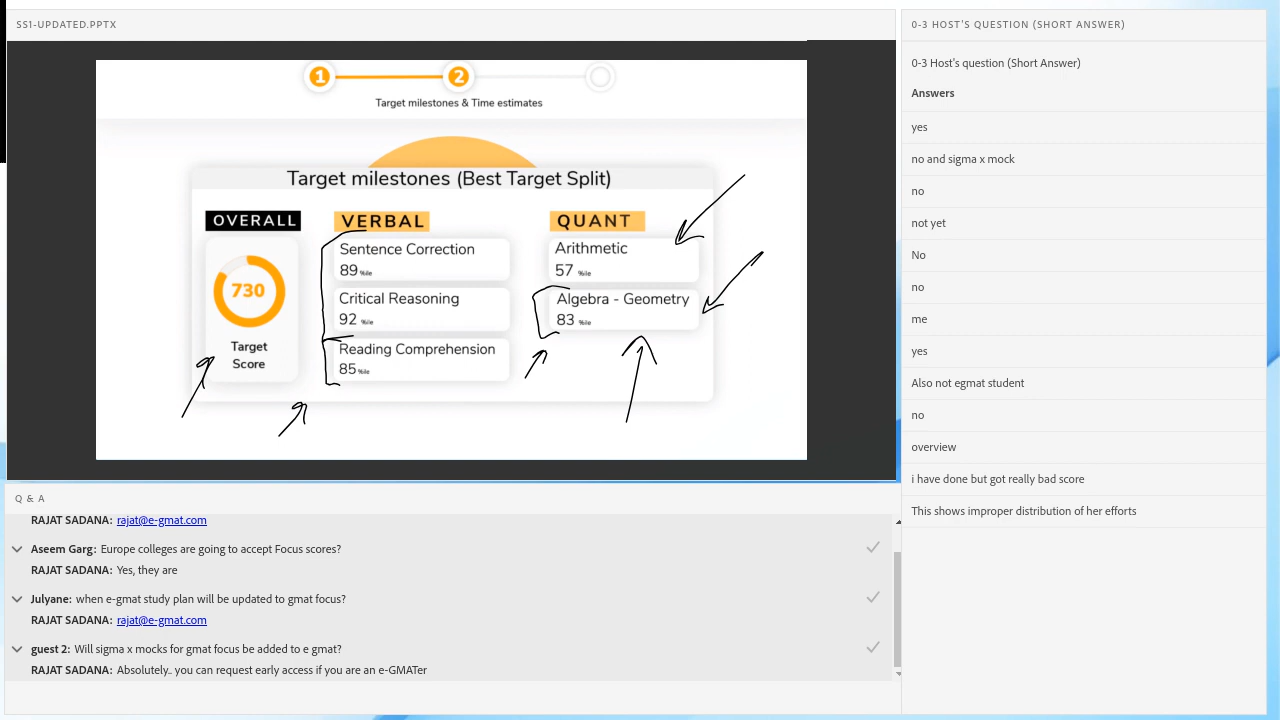 SS1-UPDATED.PPTX
1
2
Target milestones & Time estimates
Target milestones (Best Target Split)
OVERALL
730
Target
Score
VERBAL
Sentence Correction
89 %ile
Critical Reasoning
92 %ile
Reading Comprehension
85 %ile
QUANT
Arithmetic
57 %ile
Algebra - Geometry
83 %ile
Q & A
RAJAT SADANA: rajat@e-gmat.com
Aseem Garg: Europe colleges are going to accept Focus scores?
RAJAT SADANA: Yes, they are
Julyane: when e-gmat study plan will be updated to gmat focus?
RAJAT SADANA: rajat@e-gmat.com
guest 2: Will sigma x mocks for gmat focus be added to e gmat?
RAJAT SADANA: Absolutely.. you can request early access if you are an e-GMATer
0-3 HOST'S QUESTION (SHORT ANSWER)
0-3 Host's question (Short Answer)
Answers
yes
no and sigma x mock
no
not yet
No
no
me
yes
Also not egmat student
no
overview
i have done but got really bad score
This shows improper distribution of her efforts